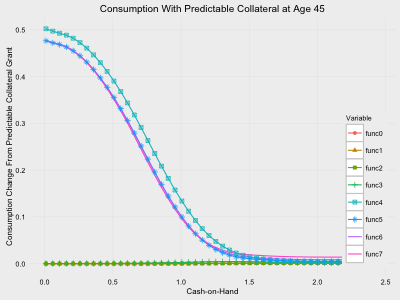 Consumption With Predictable Collateral at Age 45
Consumption Change From Predictable Collateral Grant
0.5
0.4
0.3
0.2
0.1
0.0
0.0 0.5 1.0 1.5 2.0 2.5
Cash-on-Hand
Variable
func0
func1
func2
func3
func4
func5
func6
func7